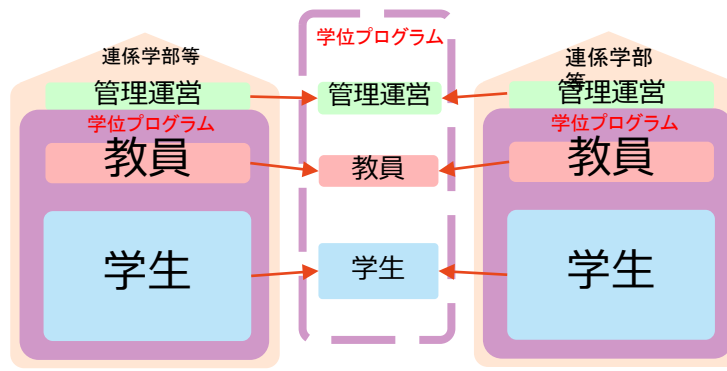 連係学部等
管理運営
学位プログラム
教員
学生
学位プログラム
管理運営
教員
学生
連係学部
等
管理運営
学位プログラム
教員
学生